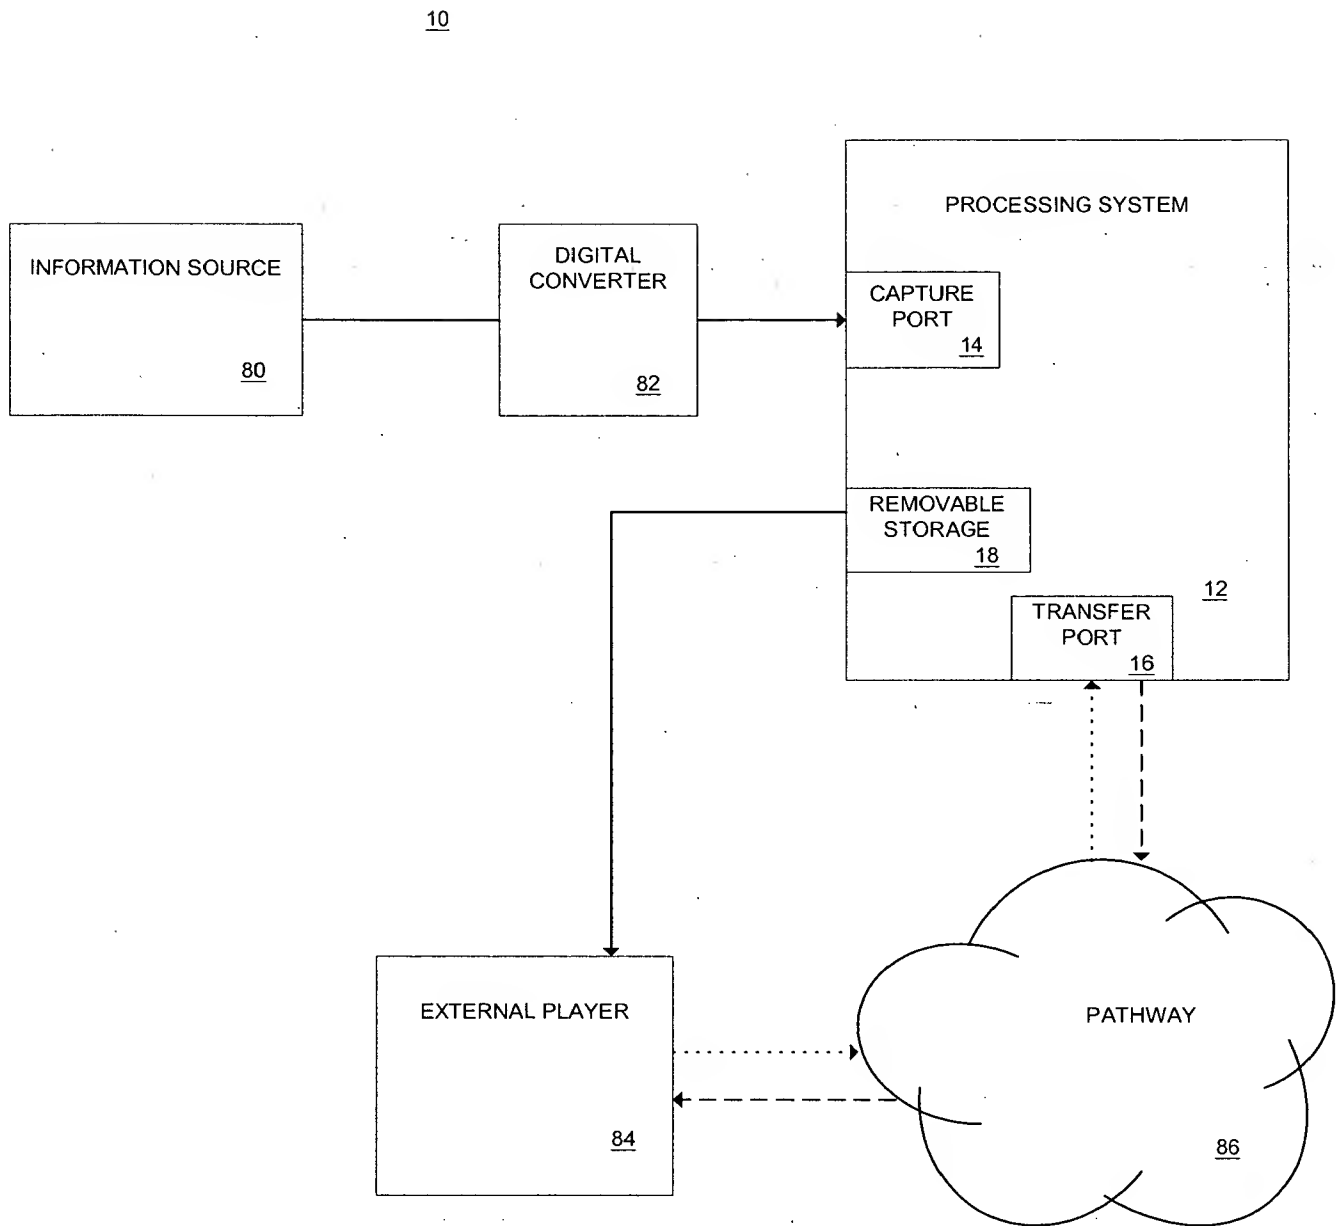 10
PROCESSING SYSTEM
INFORMATION SOURCE
80
DIGITAL
CONVERTER
82
CAPTURE
PORT
14
REMOVABLE
STORAGE
18
12
TRANSFER
PORT
16
EXTERNAL PLAYER
84
PATHWAY
86